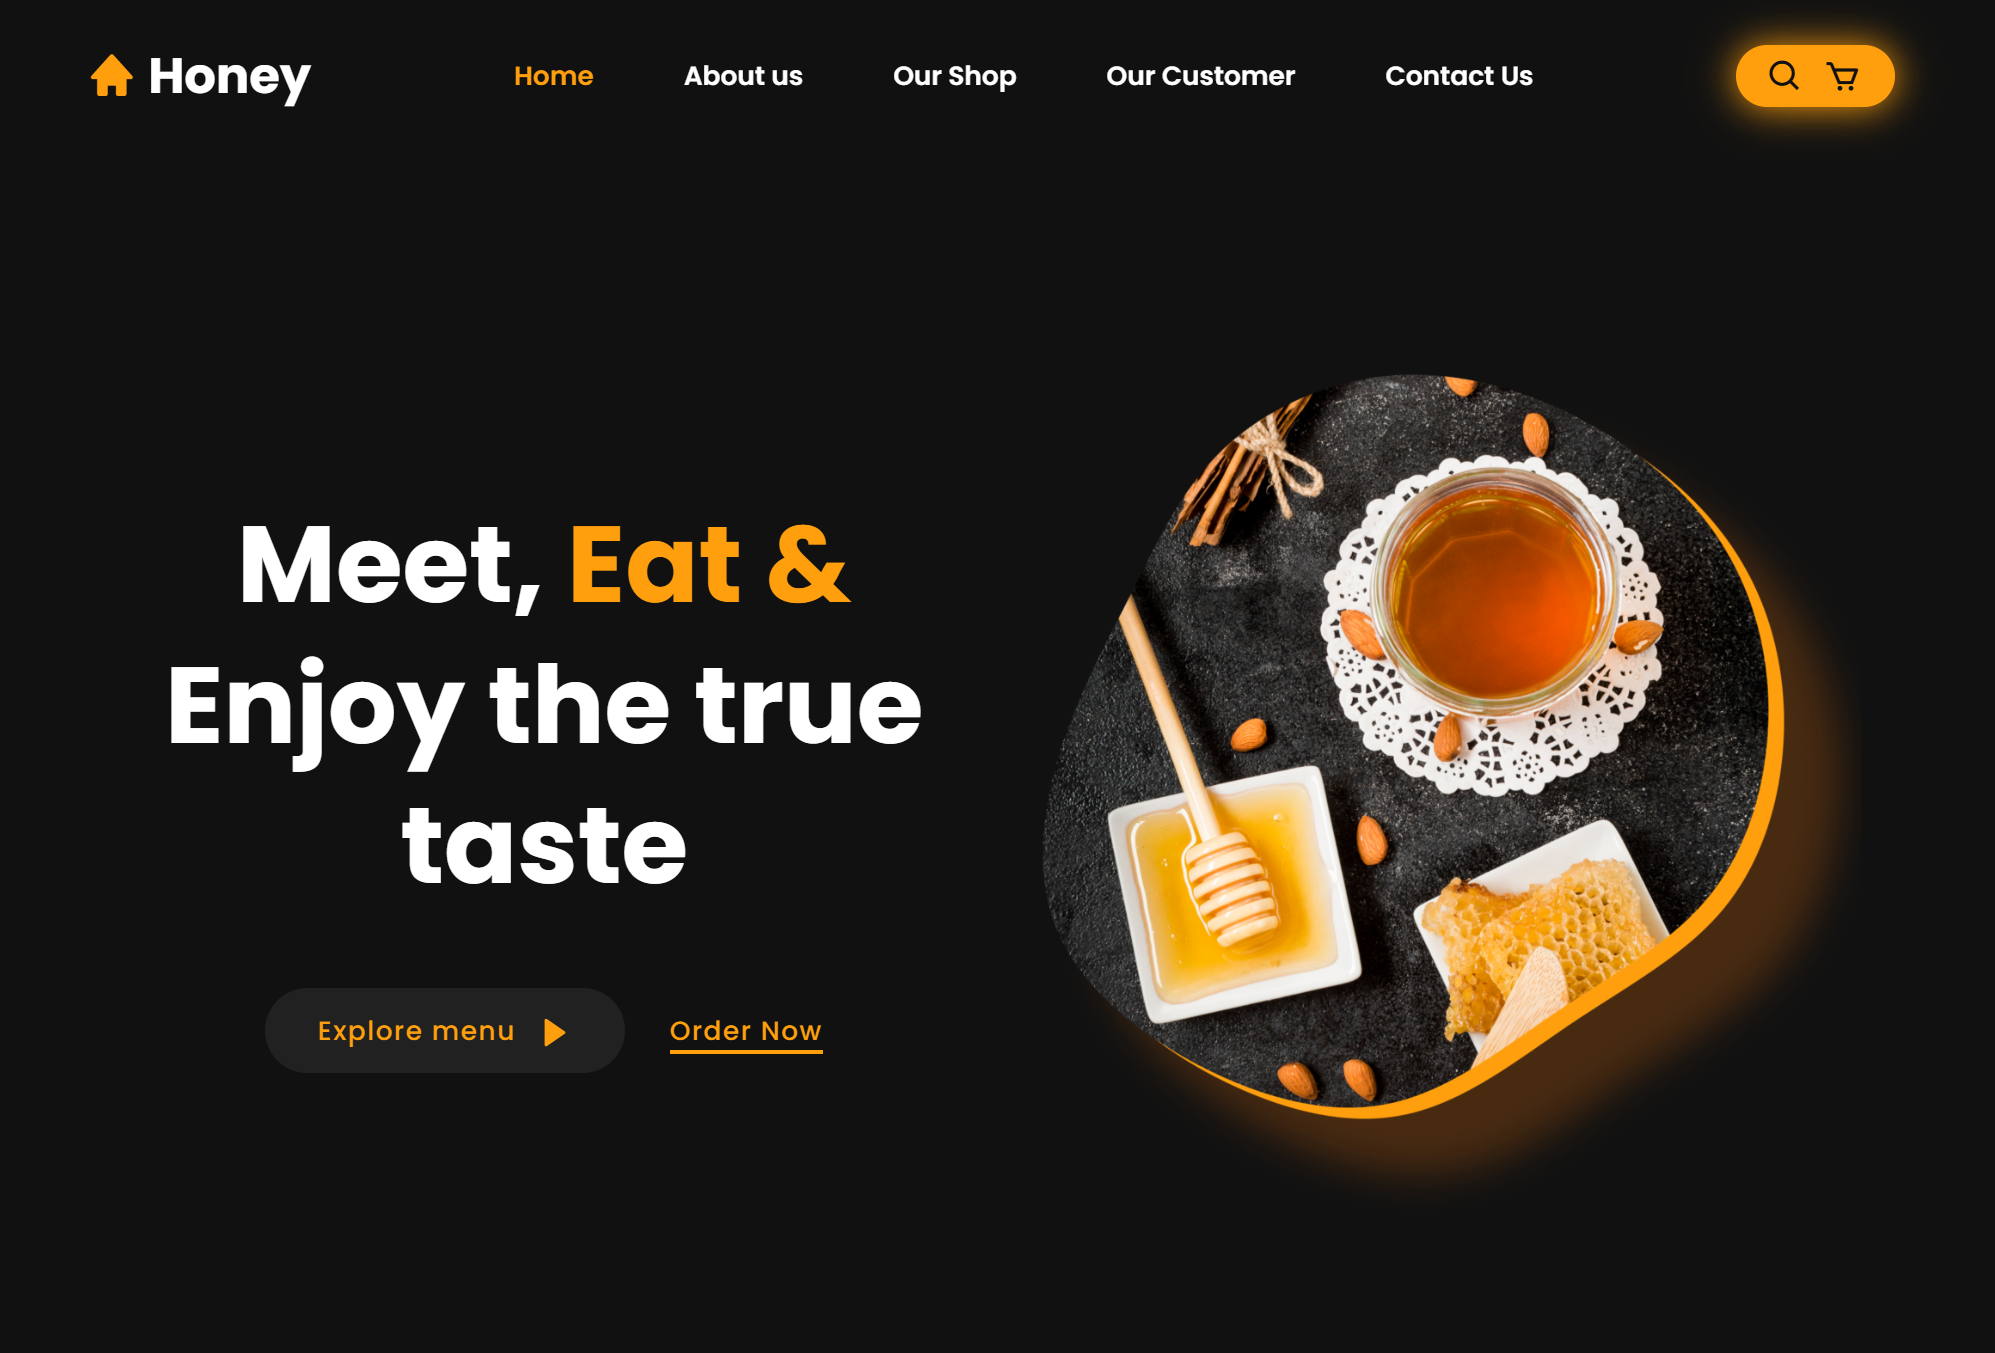 Honey
Home
About us
Our Shop
Our Customer
Contact Us
Meet, Eat &
Enjoy the true
taste
Explore menu
Order Now